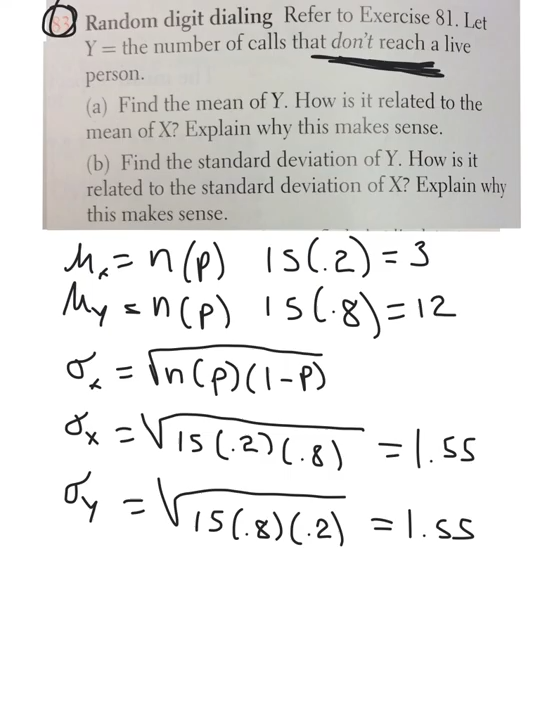 83 Random digit dialing Refer to Exercise 81. Let
Y = the number of calls that don't reach a live
person.
(a) Find the mean of Y. How is it related to the
mean of X? Explain why this makes sense.
(b) Find the standard deviation of Y. How is it
related to the standard deviation of X? Explain why
this makes sense.
μₓ = n(p) 15(.2) = 3
μy = n(p) 15(.8) = 12
σₓ = √n(p)(1-p)
σₓ = √15(.2)(.8) = 1.55
σy = √15(.8)(.2) = 1.55